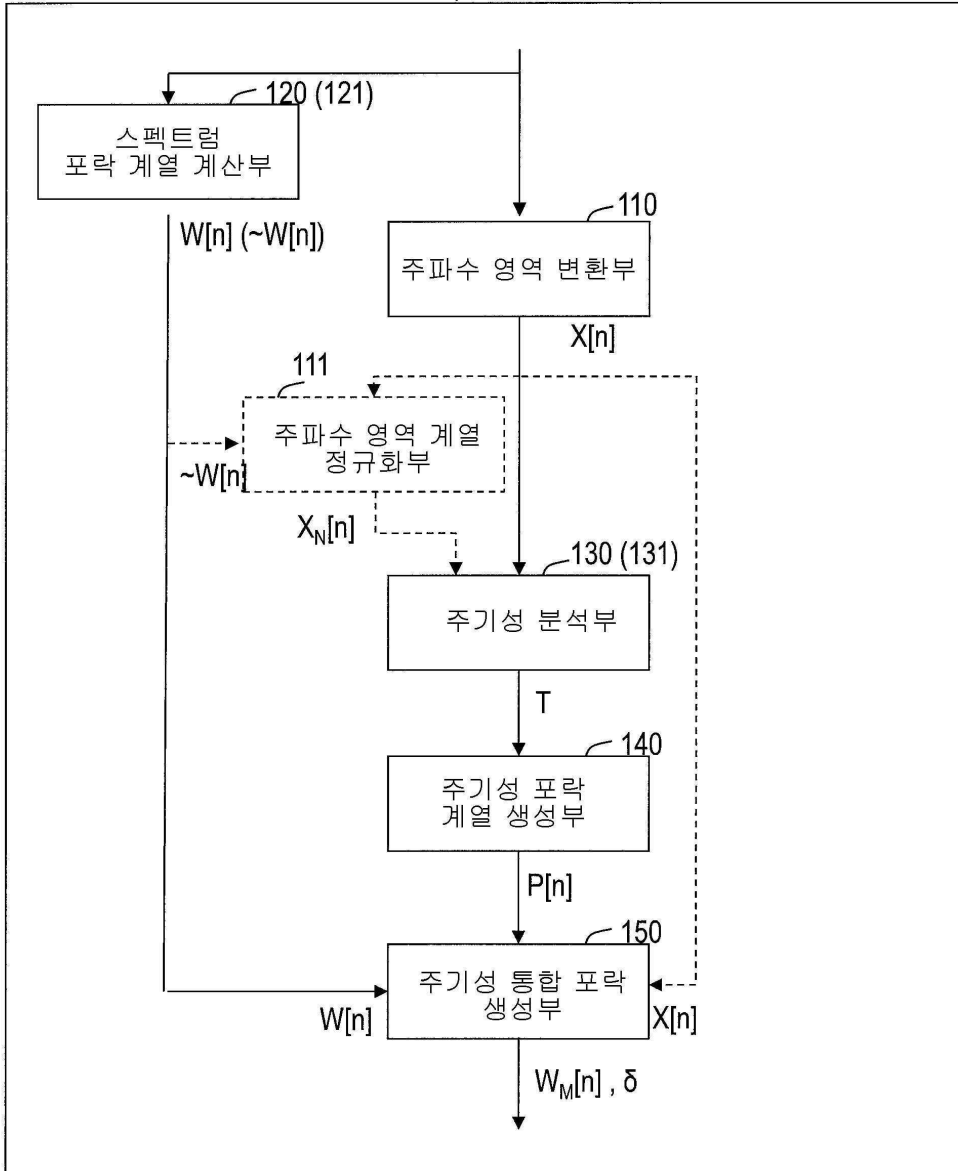 120 (121)
스펙트럼
포락 계열 계산부
W[n] (~W[n])
110
주파수 영역 변환부
X[n]
111
주파수 영역 계열
정규화부
~W[n]
X_N[n]
130 (131)
주기성 분석부
T
140
주기성 포락
계열 생성부
P[n]
150
주기성 통합 포락
생성부
W[n]
X[n]
W_M[n] , δ